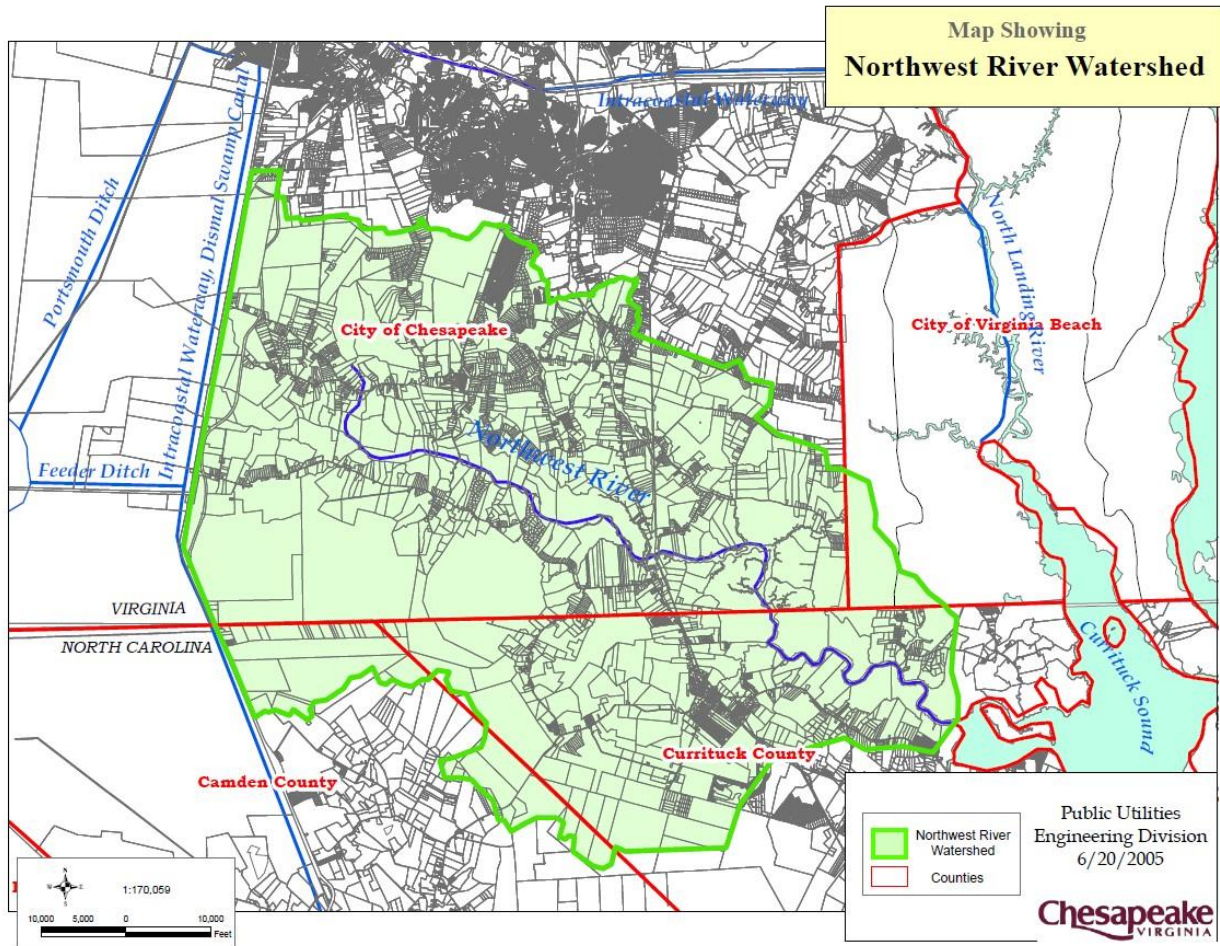 Map Showing
Northwest River Watershed
Intracoastal Waterway
Portsmouth Ditch
Intracoastal Waterway, Dismal Swamp Canal
North Landing River
City of Chesapeake
City of Virginia Beach
Northwest River
Feeder Ditch
VIRGINIA
NORTH CAROLINA
Currituck Sound
Currituck County
Camden County
Northwest River
Watershed
Counties
Public Utilities
Engineering Division
6/20/2005
Chesapeake
VIRGINIA
N
W E
S
1:170,059
10,000 5,000 0 10,000
Feet